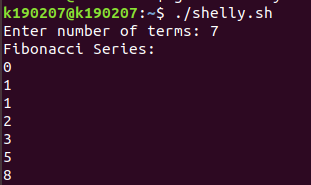 k190207@k190207:~$ ./shelly.sh
Enter number of terms: 7
Fibonacci Series:
0
1
1
2
3
5
8